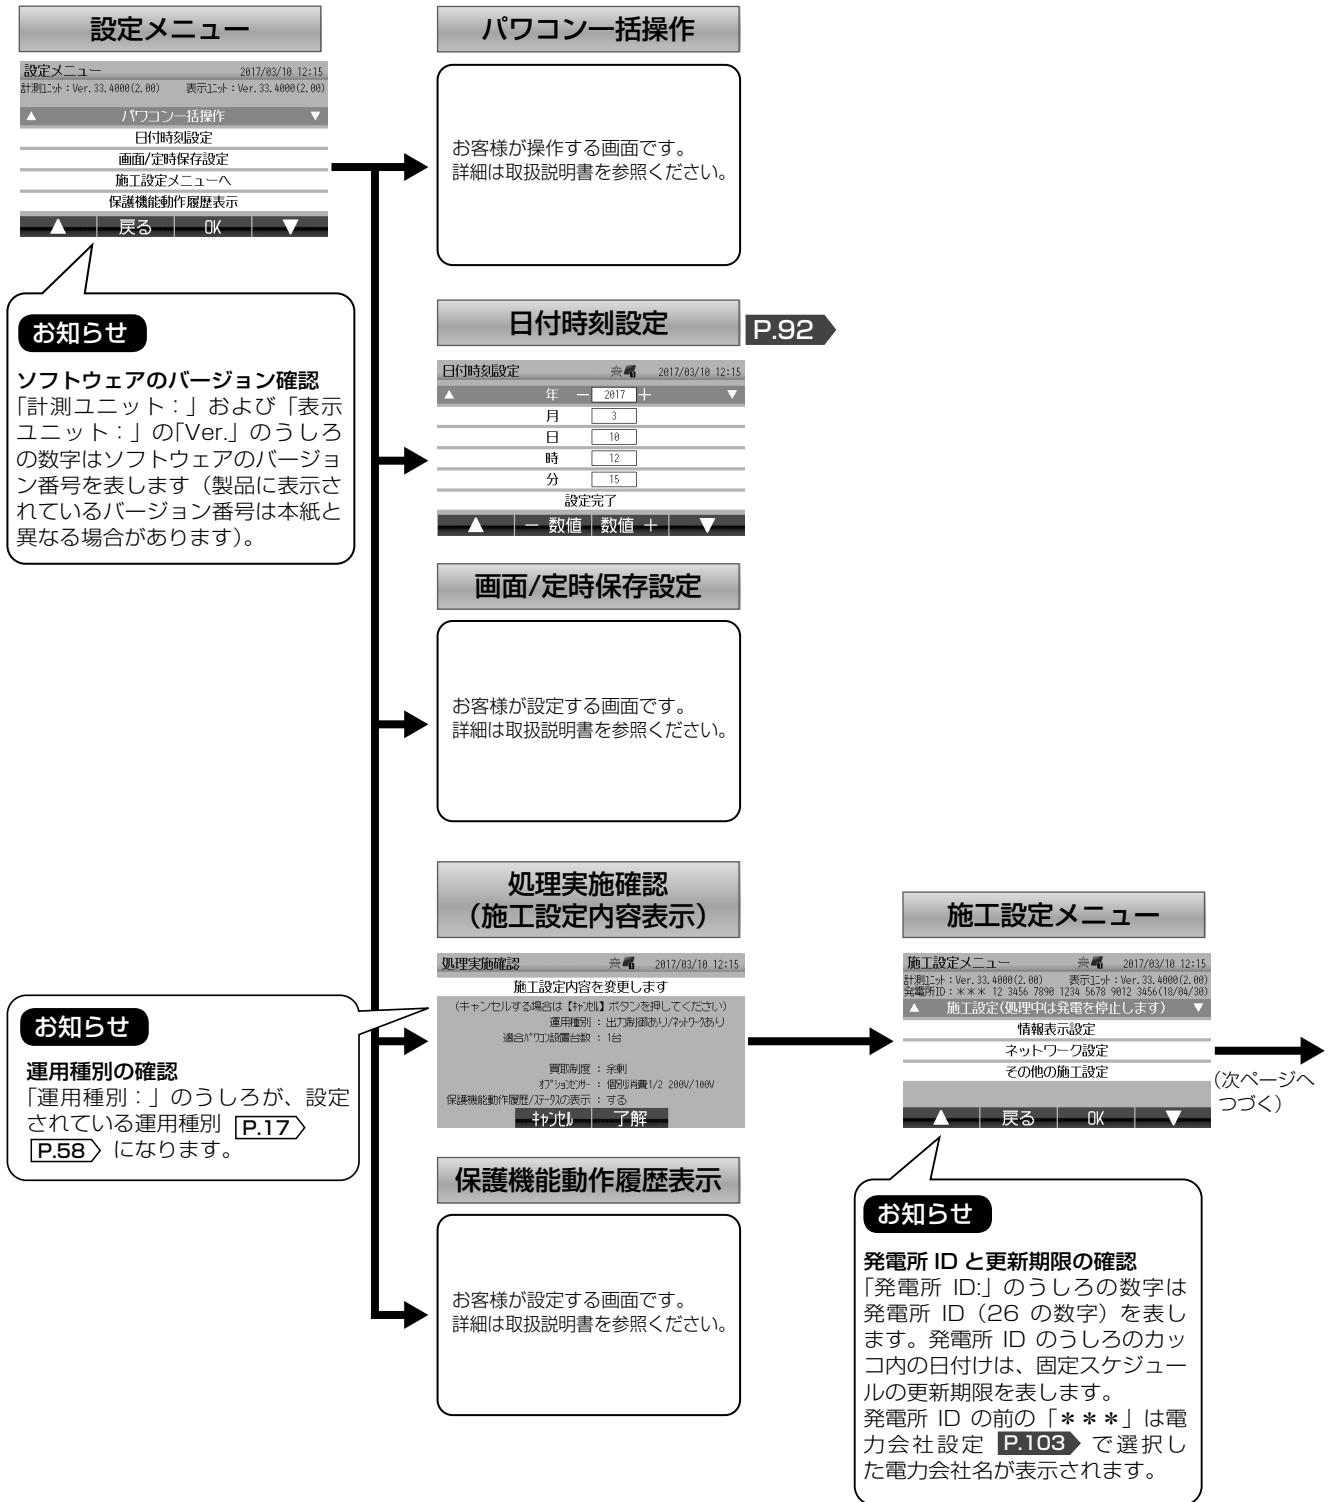 設定メニュー
設定メニュー 2017/03/10 12:15
計測ﾕﾆｯﾄ：Ver.33.4000(2.00) 表示ﾕﾆｯﾄ：Ver.33.4000(2.00)
▲ パワコン一括操作 ▼
日付時刻設定
画面/定時保存設定
施工設定メニューへ
保護機能動作履歴表示
▲ 戻る OK ▼
お知らせ
ソフトウェアのバージョン確認
「計測ユニット：」および「表示
ユニット：」の「Ver.」のうしろ
の数字はソフトウェアのバージョ
ン番号を表します（製品に表示さ
れているバージョン番号は本紙と
異なる場合があります）。
パワコン一括操作
お客様が操作する画面です。
詳細は取扱説明書を参照ください。
日付時刻設定 P.92
日付時刻設定 2017/03/10 12:15
▲ 年 － 2017 ＋ ▼
月 3
日 10
時 12
分 15
設定完了
▲ － 数値 数値 ＋ ▼
画面/定時保存設定
お客様が設定する画面です。
詳細は取扱説明書を参照ください。
処理実施確認
（施工設定内容表示）
処理実施確認 2017/03/10 12:15
施工設定内容を変更します
(キャンセルする場合は【ｷｬﾝｾﾙ】ボタンを押してください)
運用種別：出力制御あり/ﾈｯﾄﾜｰｸあり
適合ﾊﾟﾜｺﾝ設置台数：1台
買取制度：余剰
ｵﾌﾟｼｮﾝｾﾝｻｰ：個別消費1/2 200V/100V
保護機能動作履歴/ｽﾃｰﾀｽの表示：する
ｷｬﾝｾﾙ 了解
お知らせ
運用種別の確認
「運用種別：」のうしろが、設定
されている運用種別 P.17
P.58 になります。
保護機能動作履歴表示
お客様が設定する画面です。
詳細は取扱説明書を参照ください。
施工設定メニュー
施工設定メニュー 2017/03/10 12:15
計測ﾕﾆｯﾄ：Ver.33.4000(2.00) 表示ﾕﾆｯﾄ：Ver.33.4000(2.00)
発電所ID：＊＊＊ 12 3456 7890 1234 5678 9012 3456(18/04/30)
▲ 施工設定(処理中は発電を停止します) ▼
情報表示設定
ネットワーク設定
その他の施工設定
▲ 戻る OK ▼
（次ページへ
つづく）
お知らせ
発電所 ID と更新期限の確認
「発電所 ID:」のうしろの数字は
発電所 ID（26 の数字）を表し
ます。発電所 ID のうしろのカッ
コ内の日付けは、固定スケジュー
ルの更新期限を表します。
発電所 ID の前の「＊＊＊」は電
力会社設定 P.103 で選択し
た電力会社名が表示されます。